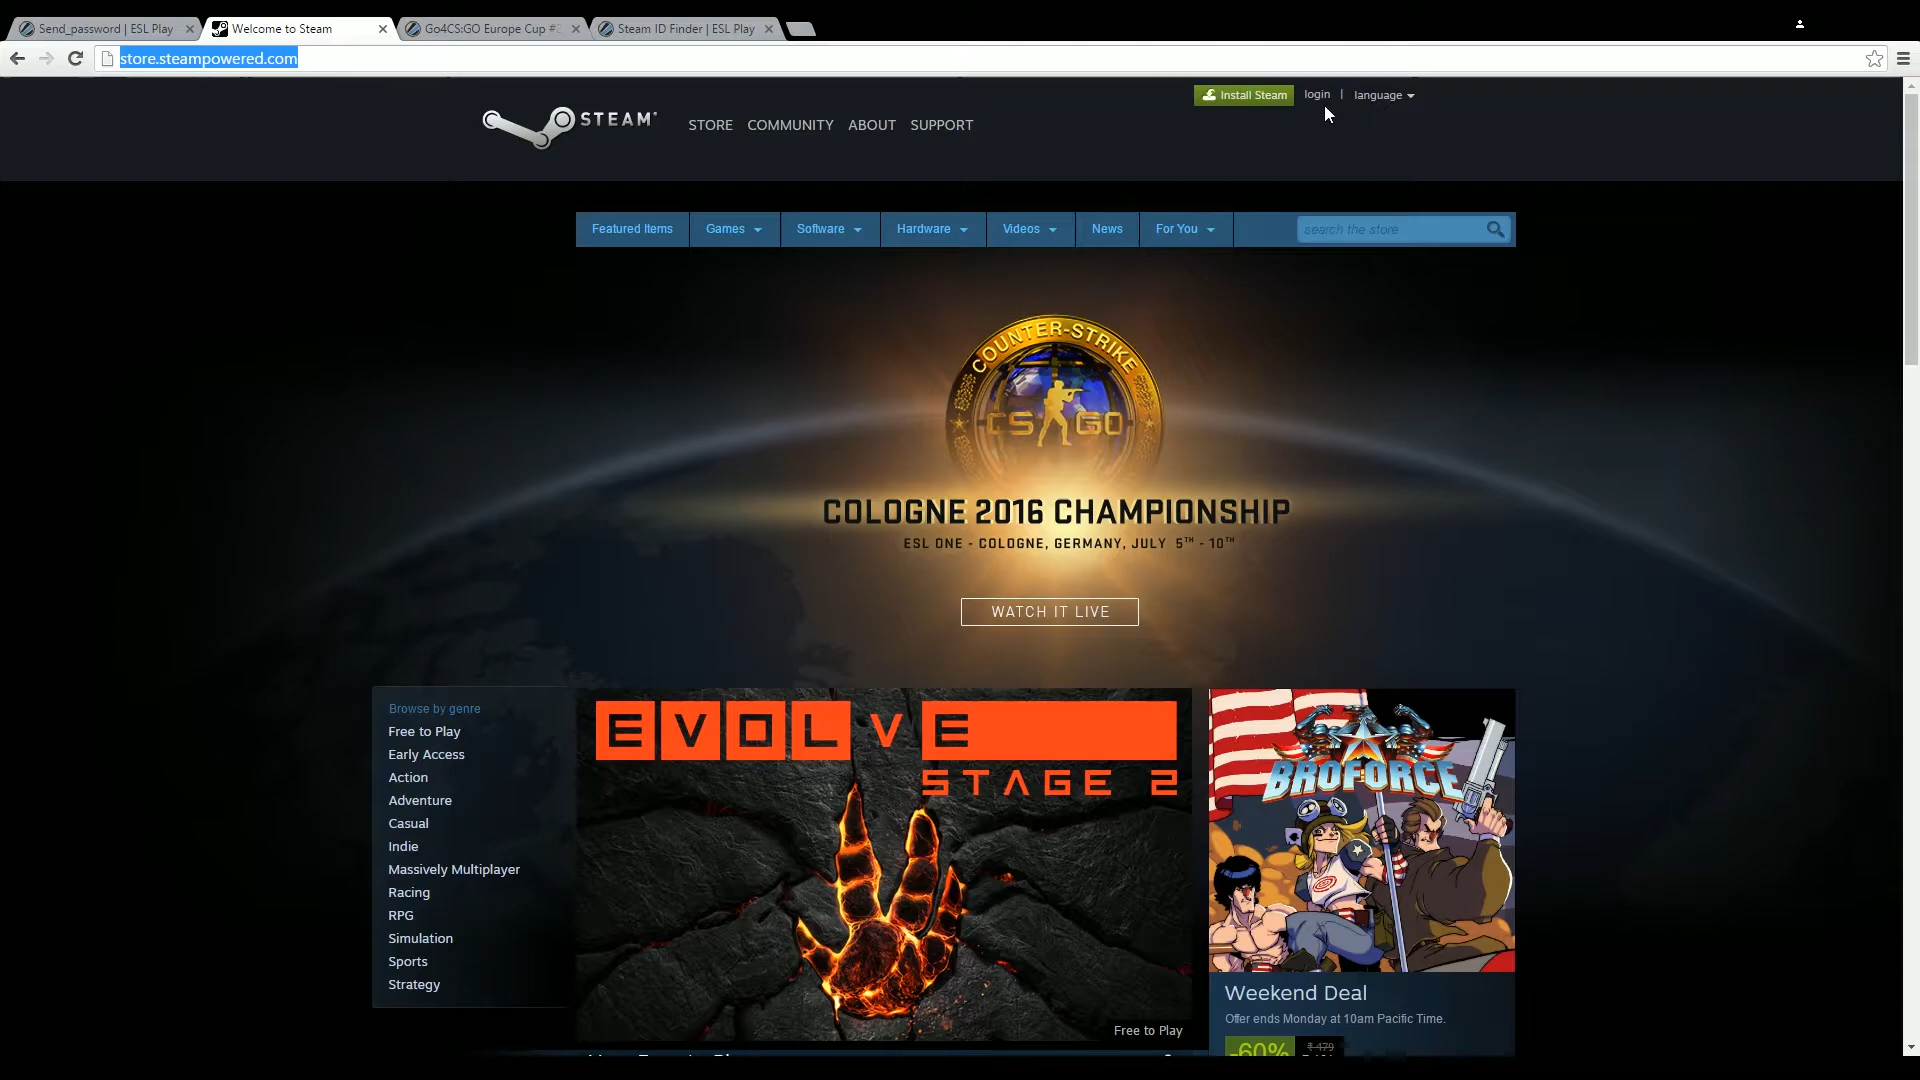 Send_password | ESL Play
Welcome to Steam
Go4CS:GO Europe Cup #
Steam ID Finder | ESL Play
store.steampowered.com
Install Steam
login | language
STEAM
STORE COMMUNITY ABOUT SUPPORT
Featured Items Games Software Hardware Videos News For You
search the store
COUNTER-STRIKE
CS GO
COLOGNE 2016 CHAMPIONSHIP
ESL ONE - COLOGNE, GERMANY, JULY 5TH - 10TH
WATCH IT LIVE
Browse by genre
Free to Play
Early Access
Action
Adventure
Casual
Indie
Massively Multiplayer
Racing
RPG
Simulation
Sports
Strategy
EVOLVE
STAGE 2
Free to Play
BROFORCE
Weekend Deal
Offer ends Monday at 10am Pacific Time.
-60%
₹ 479